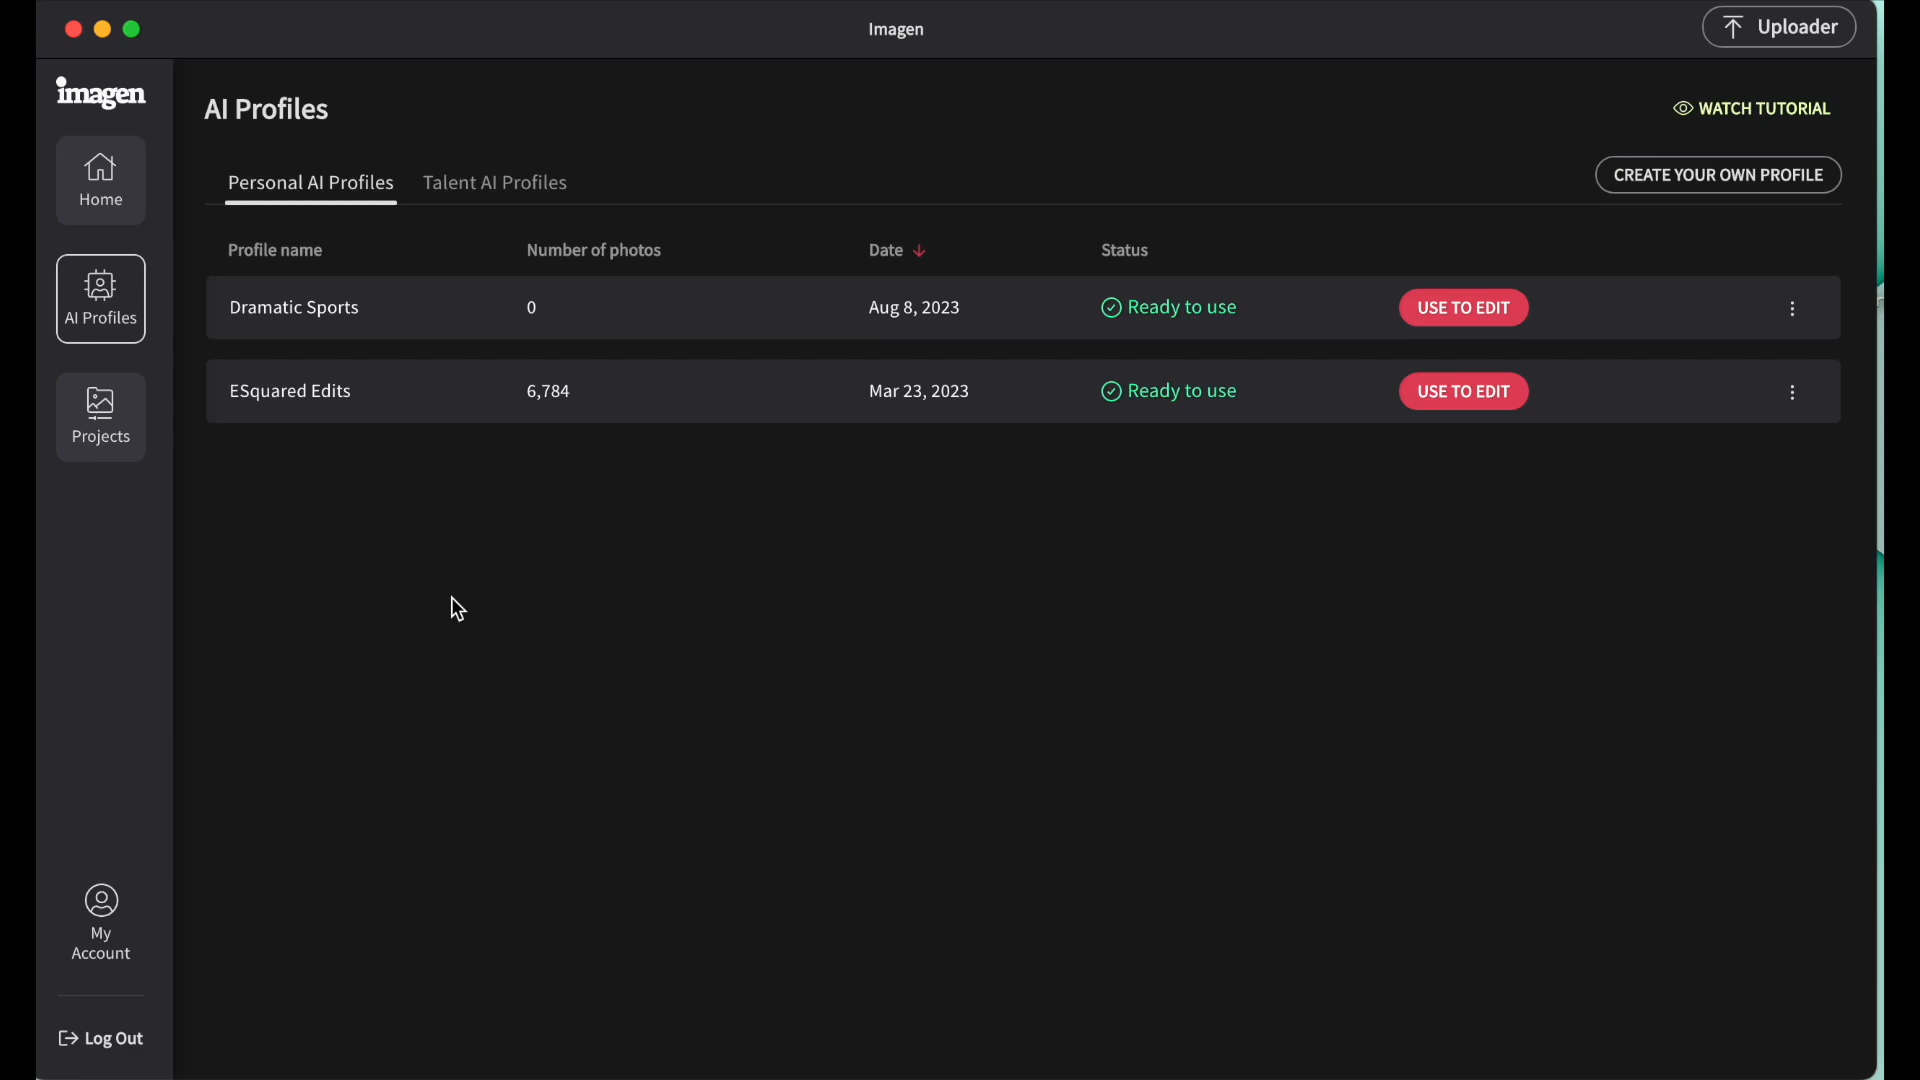 Imagen
Uploader
imagen
AI Profiles
WATCH TUTORIAL
Home
Personal AI Profiles
Talent AI Profiles
CREATE YOUR OWN PROFILE
Profile name
Number of photos
Date
Status
Dramatic Sports
0
Aug 8, 2023
Ready to use
USE TO EDIT
AI Profiles
ESquared Edits
6,784
Mar 23, 2023
Ready to use
USE TO EDIT
Projects
My
Account
Log Out